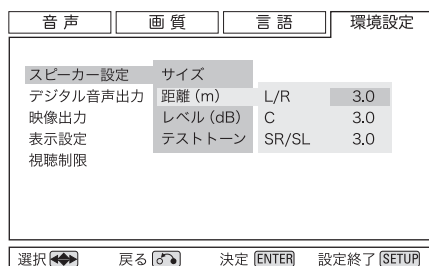 音声 画質 言語 環境設定
スピーカー設定 サイズ
デジタル音声出力 距離(m) L/R 3.0
映像出力 レベル(dB) C 3.0
表示設定 テストトーン SR/SL 3.0
視聴制限
選択 戻る 決定 ENTER 設定終了 SETUP